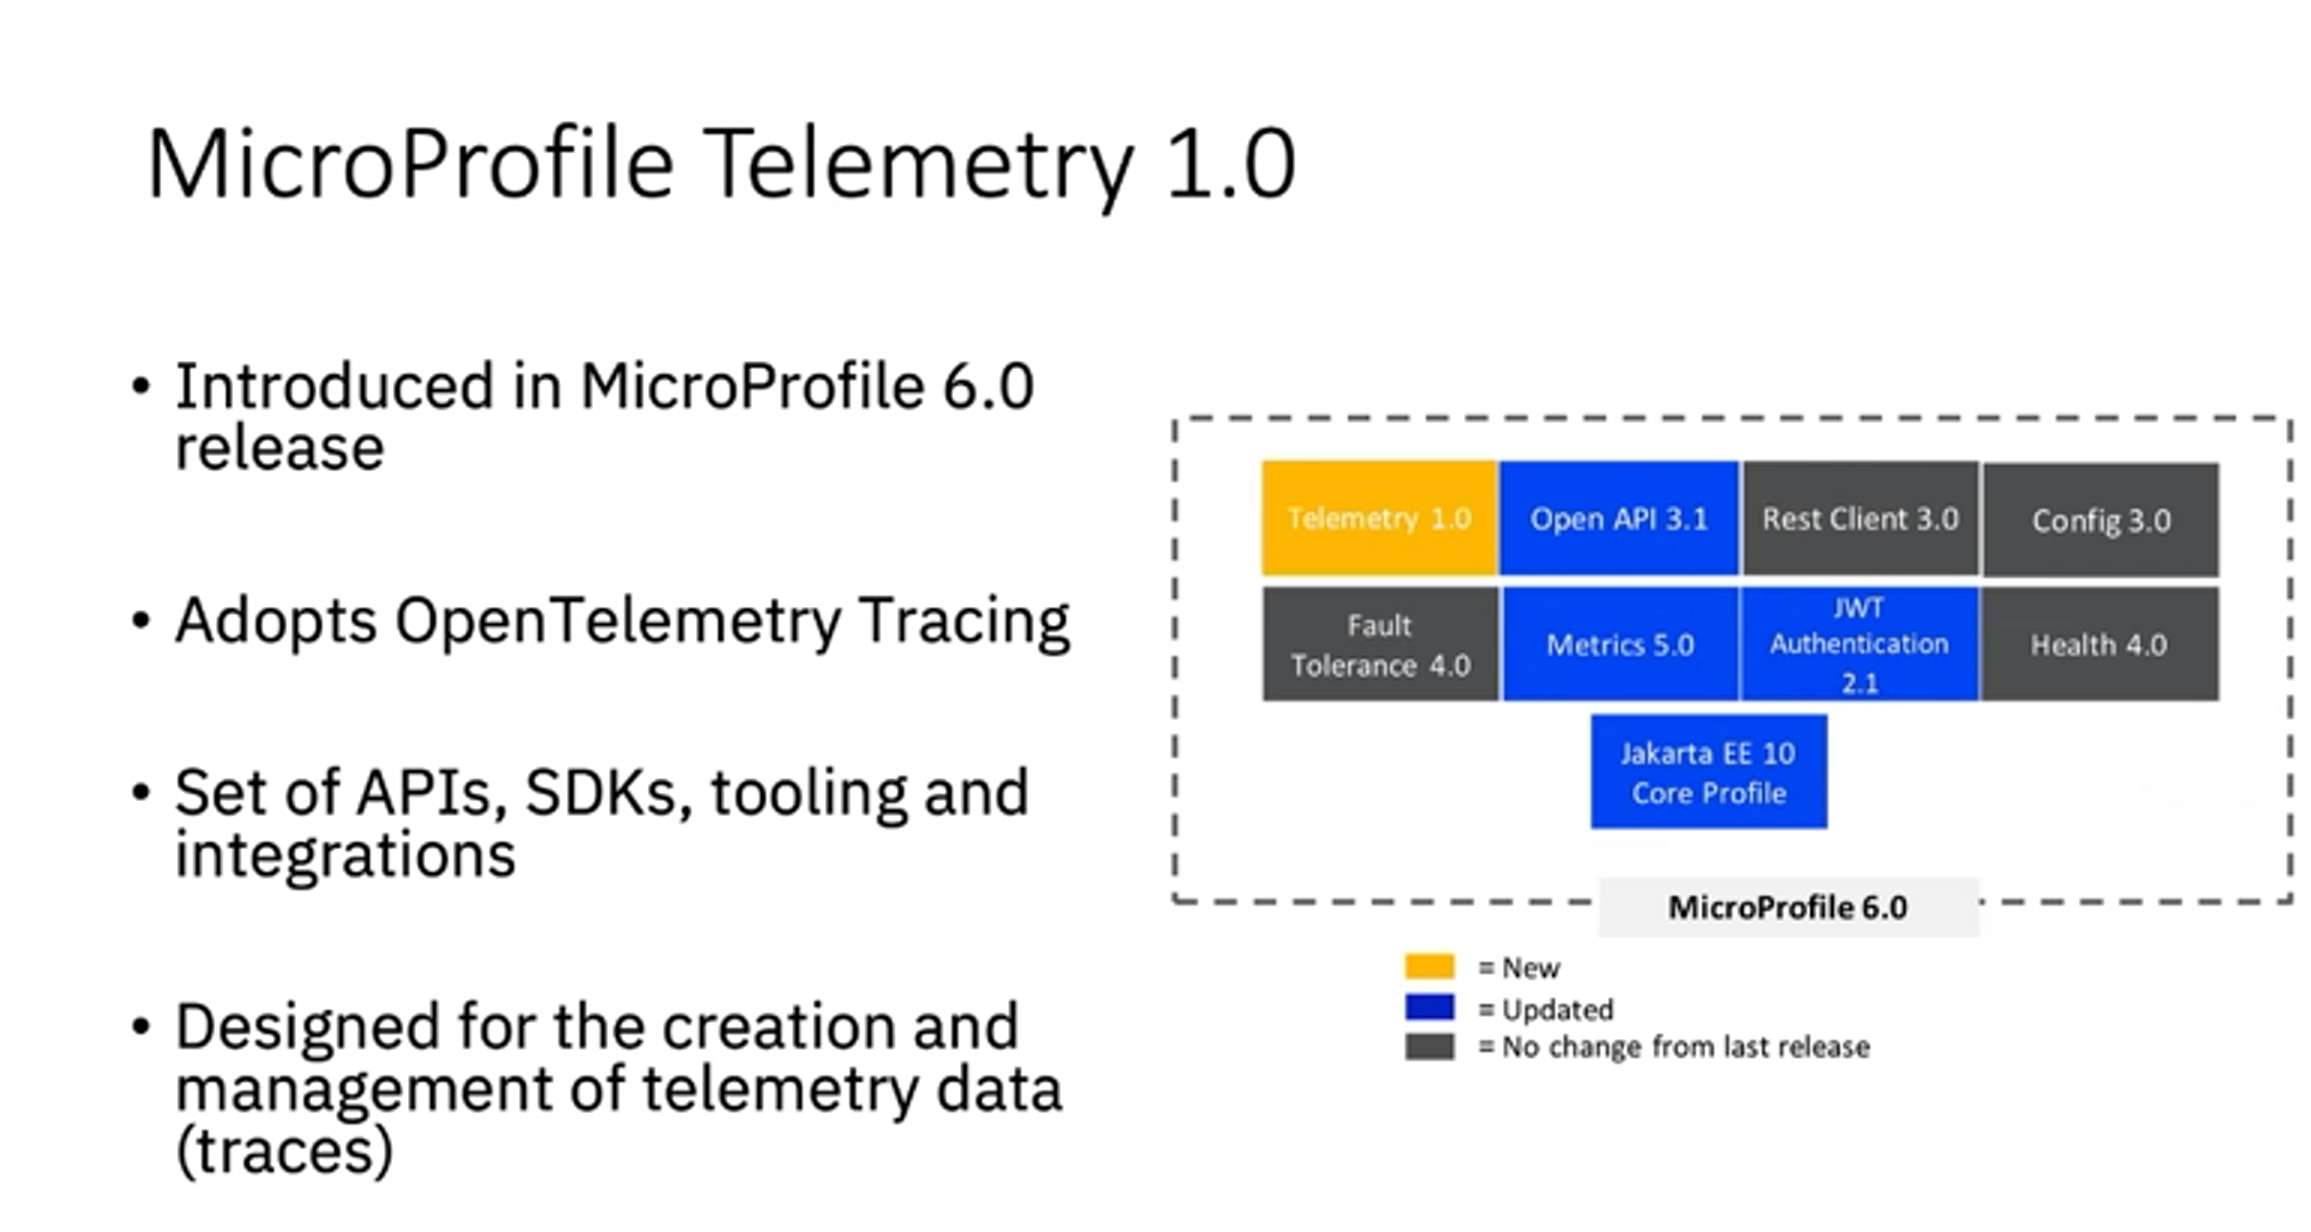 MicroProfile Telemetry 1.0
• Introduced in MicroProfile 6.0
release
• Adopts OpenTelemetry Tracing
• Set of APIs, SDKs, tooling and
integrations
• Designed for the creation and
management of telemetry data
(traces)
Telemetry 1.0
Open API 3.1
Rest Client 3.0
Config 3.0
Fault
Tolerance 4.0
Metrics 5.0
JWT
Authentication
2.1
Health 4.0
Jakarta EE 10
Core Profile
MicroProfile 6.0
= New
= Updated
= No change from last release